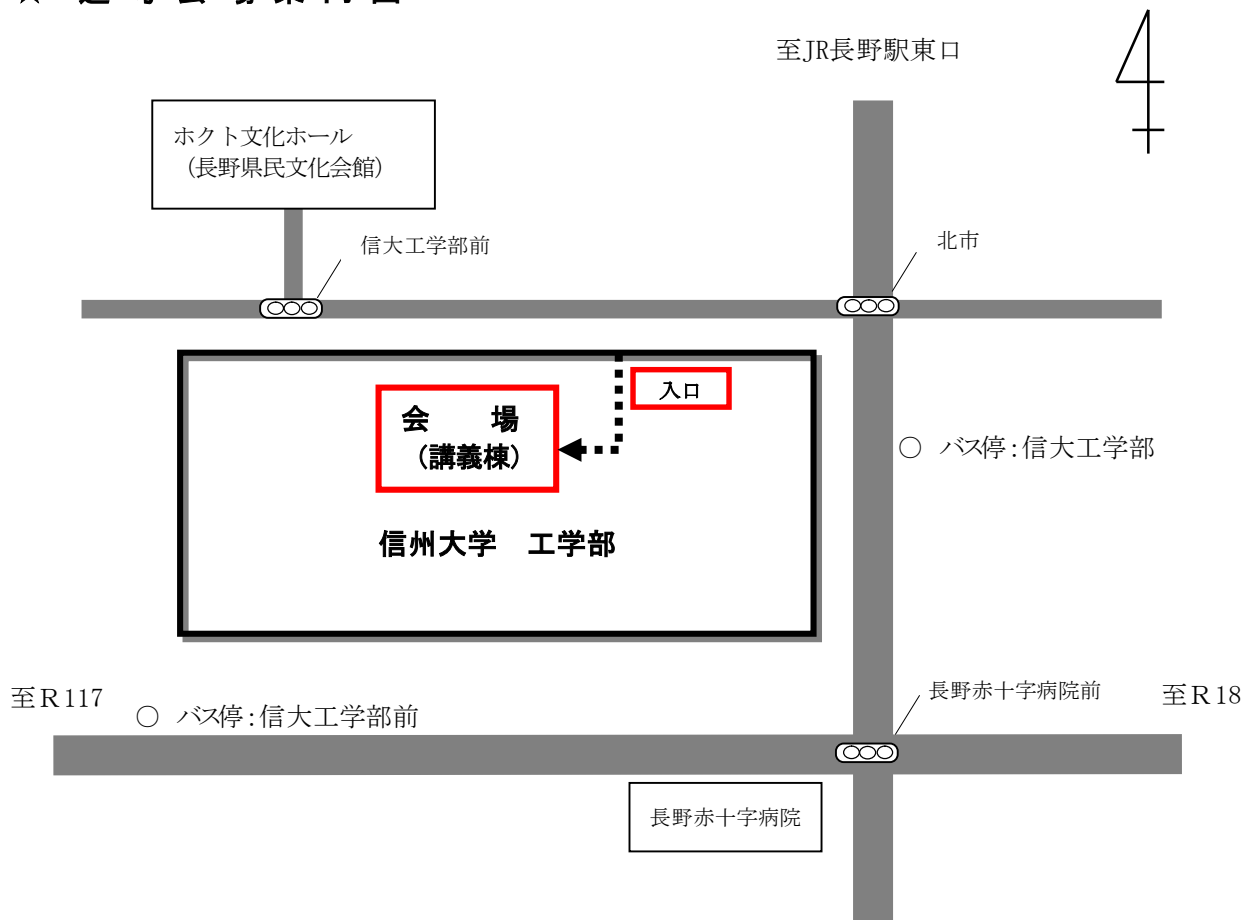 至JR長野駅東口
ホクト文化ホール
(長野県民文化会館)
信大工学部前
北市
入口
会　　場
(講義棟)
○ バス停:信大工学部
信州大学　工学部
至R117
○ バス停:信大工学部前
長野赤十字病院前
至R18
長野赤十字病院